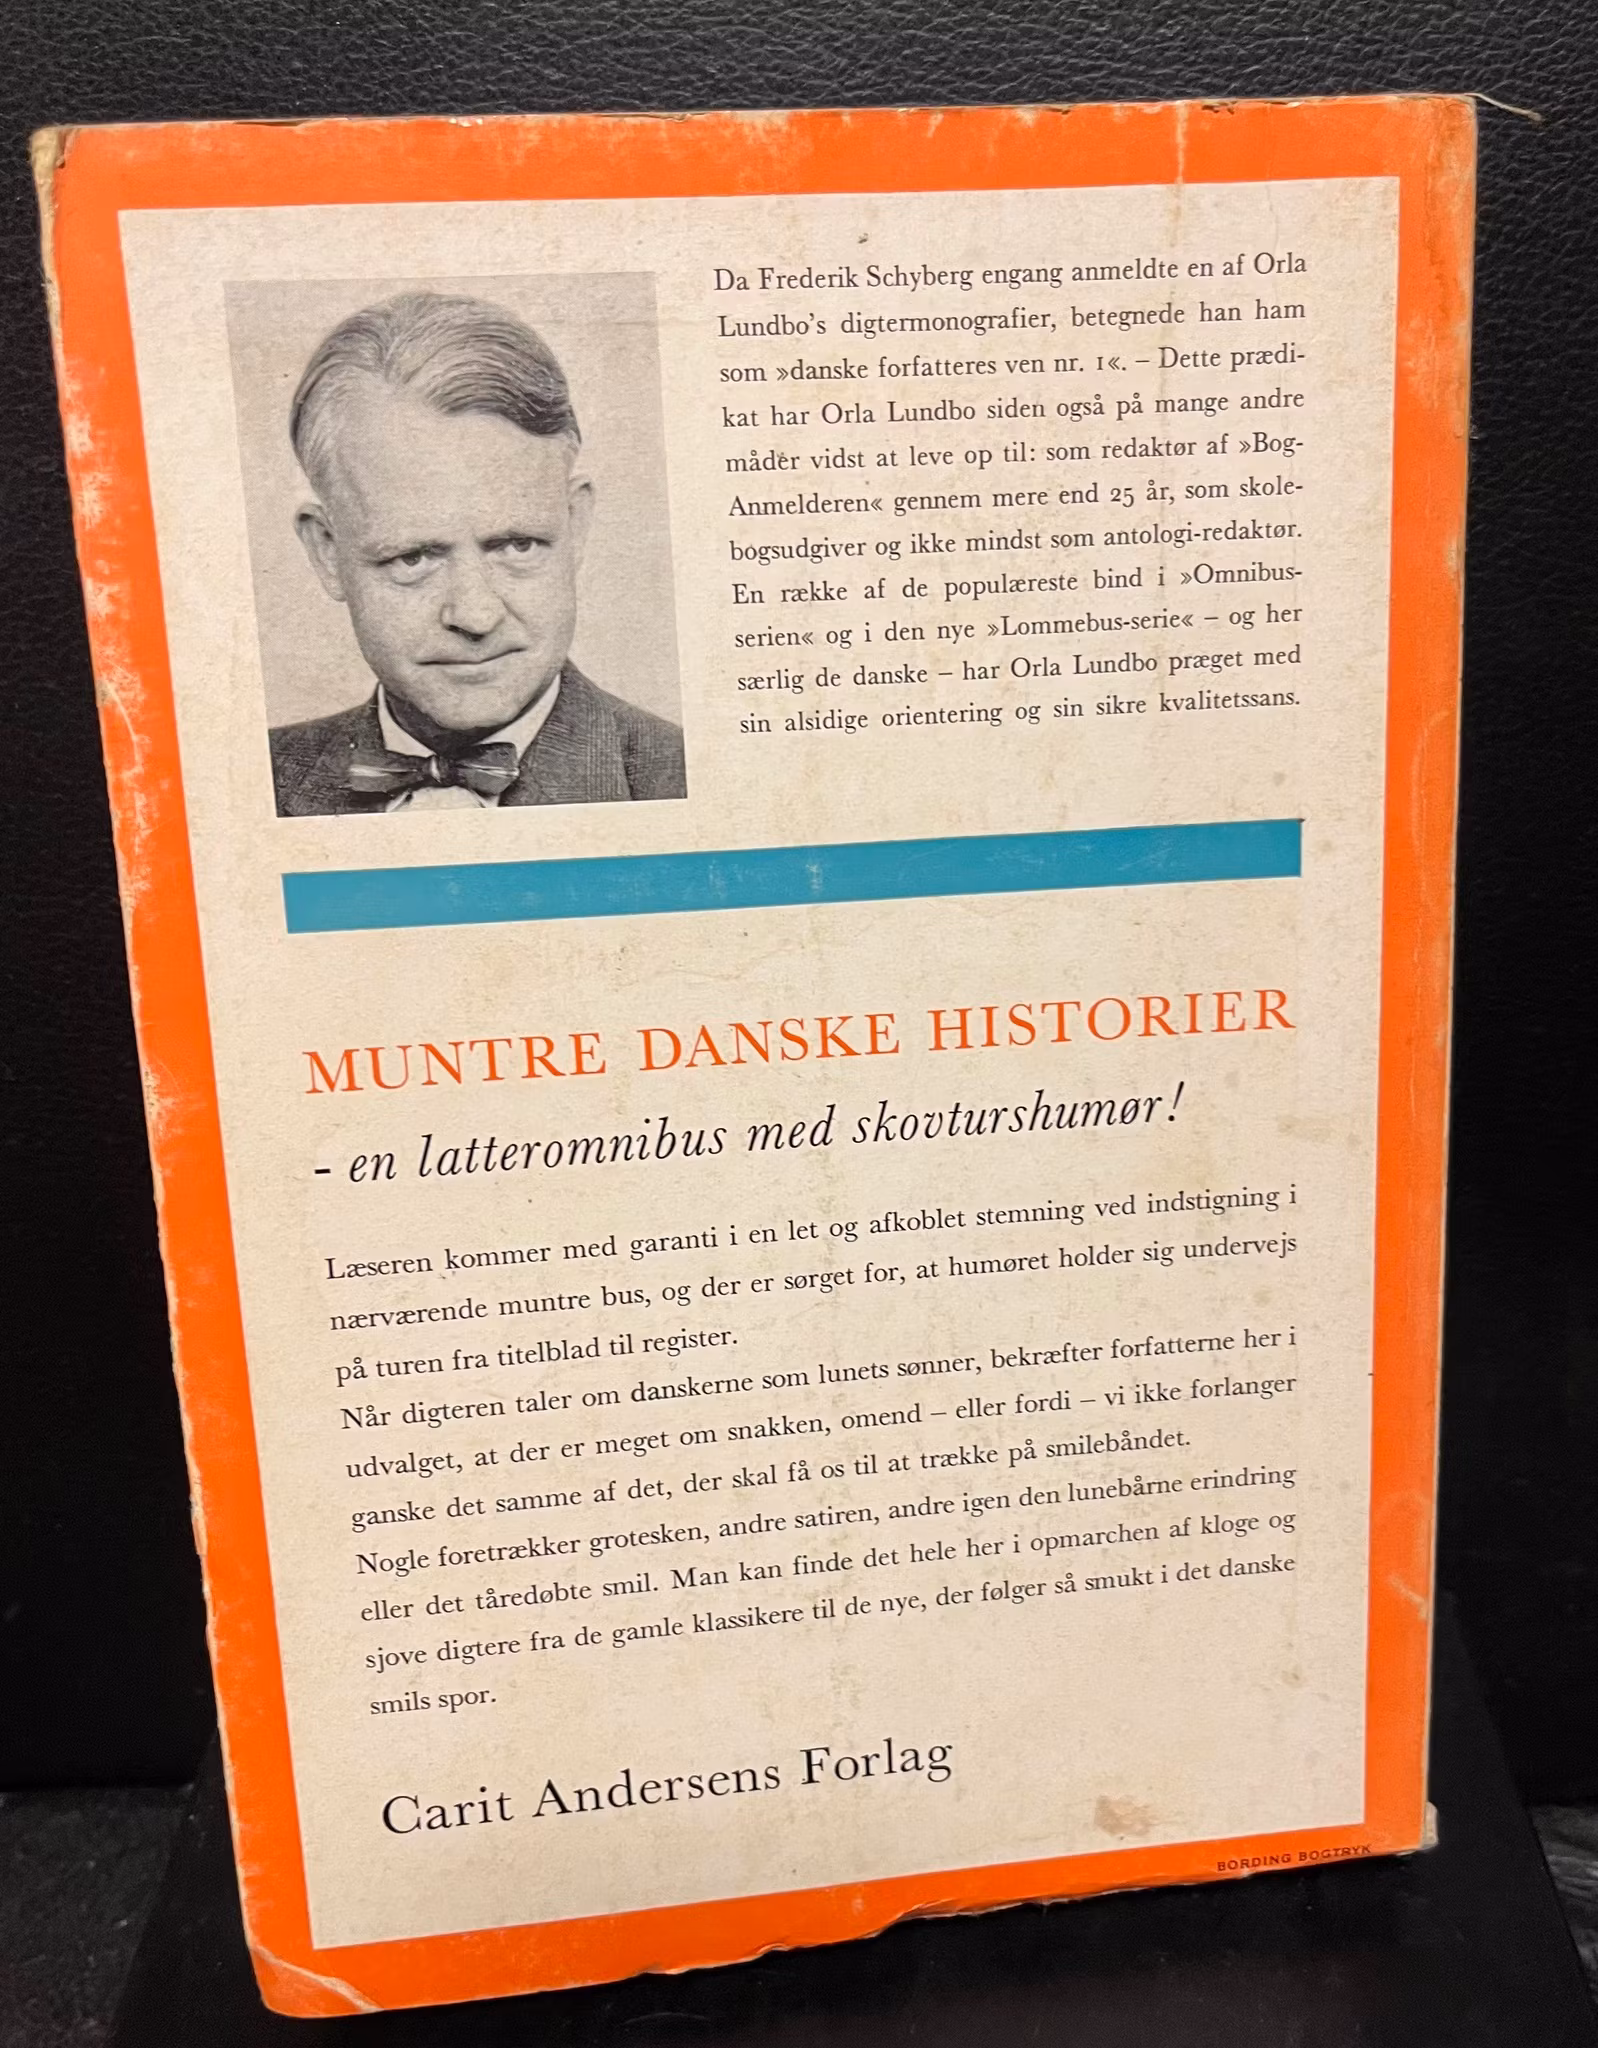 Da Frederik Schyberg engang anmeldte en af Orla
Lundbo's digtermonografier, betegnede han ham
som »danske forfatteres ven nr. 1«. – Dette prædi-
kat har Orla Lundbo siden også på mange andre
måder vidst at leve op til: som redaktør af »Bog-
Anmelderen« gennem mere end 25 år, som skole-
bogsudgiver og ikke mindst som antologi-redaktør.
En række af de populæreste bind i »Omnibus-
serien« og i den nye »Lommebus-serie« – og her
særlig de danske – har Orla Lundbo præget med
sin alsidige orientering og sin sikre kvalitetssans.
MUNTRE DANSKE HISTORIER
- en latteromnibus med skovturshumør!
Læseren kommer med garanti i en let og afkoblet stemning ved indstigning i
nærværende muntre bus, og der er sørget for, at humøret holder sig undervejs
på turen fra titelblad til register.
Når digteren taler om danskerne som lunets sønner, bekræfter forfatterne her i
udvalget, at der er meget om snakken, omend – eller fordi – vi ikke forlanger
ganske det samme af det, der skal få os til at trække på smilebåndet.
Nogle foretrækker grotesken, andre satiren, andre igen den lunebårne erindring
eller det tåredøbte smil. Man kan finde det hele her i opmarchen af kloge og
sjove digtere fra de gamle klassikere til de nye, der følger så smukt i det danske
smils spor.
Carit Andersens Forlag
BORDING BOGTRYK